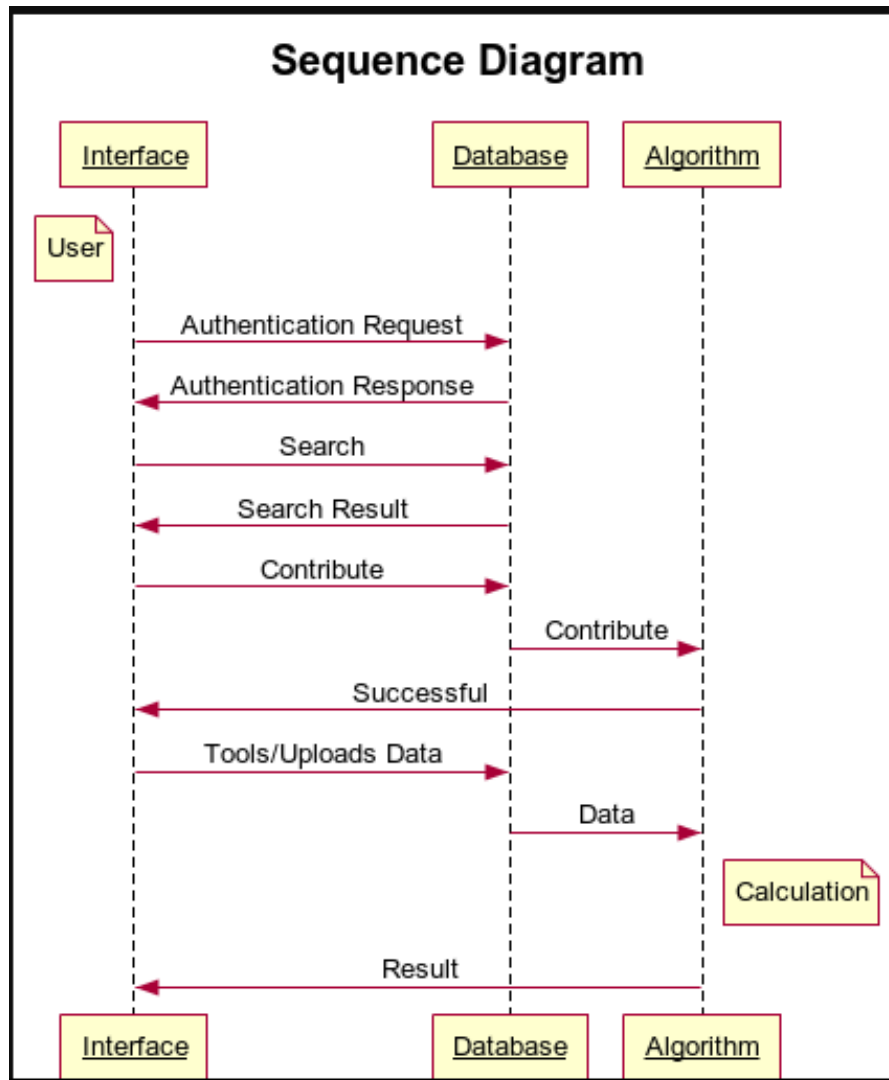 Sequence Diagram
Interface
Database
Algorithm
User
Authentication Request
Authentication Response
Search
Search Result
Contribute
Contribute
Successful
Tools/Uploads Data
Data
Calculation
Result
Interface
Database
Algorithm